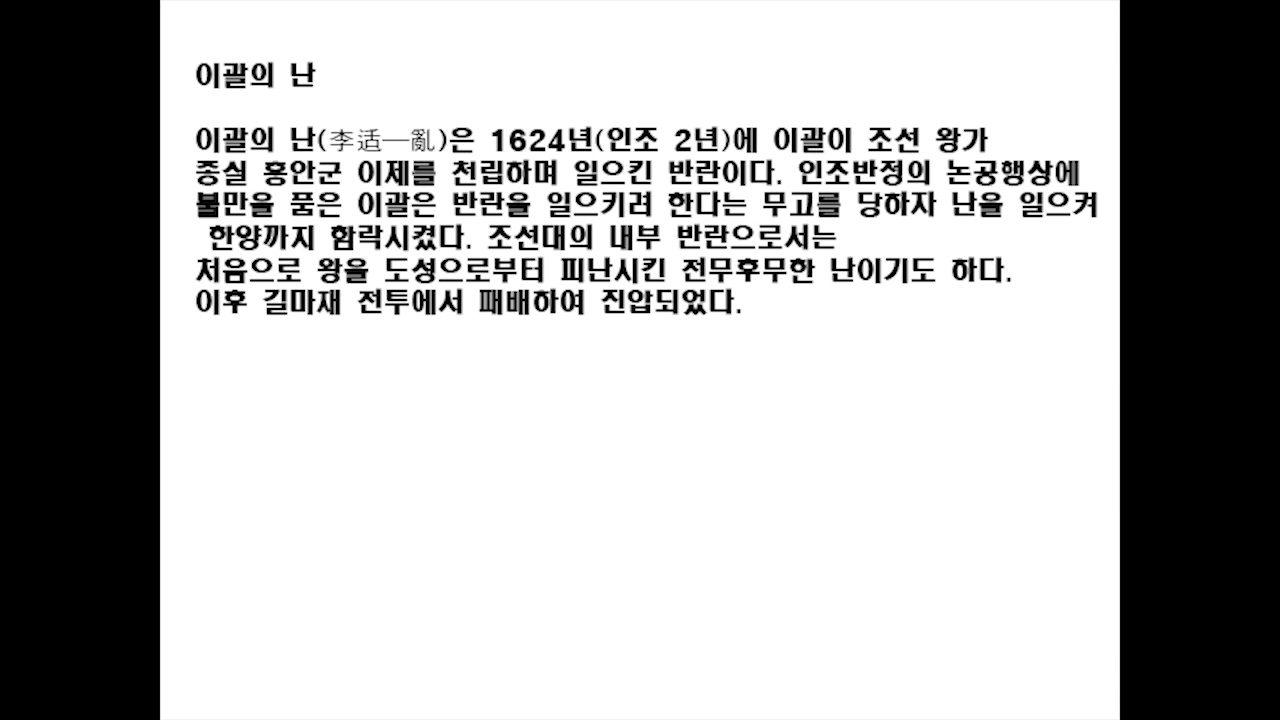 이괄의 난
이괄의 난(李适—亂)은 1624년(인조 2년)에 이괄이 조선 왕가
종실 흥안군 이제를 천립하며 일으킨 반란이다. 인조반정의 논공행상에
불만을 품은 이괄은 반란을 일으키려 한다는 무고를 당하자 난을 일으켜
한양까지 함락시켰다. 조선대의 내부 반란으로서는
처음으로 왕을 도성으로부터 피난시킨 전무후무한 난이기도 하다.
이후 길마재 전투에서 패배하여 진압되었다.